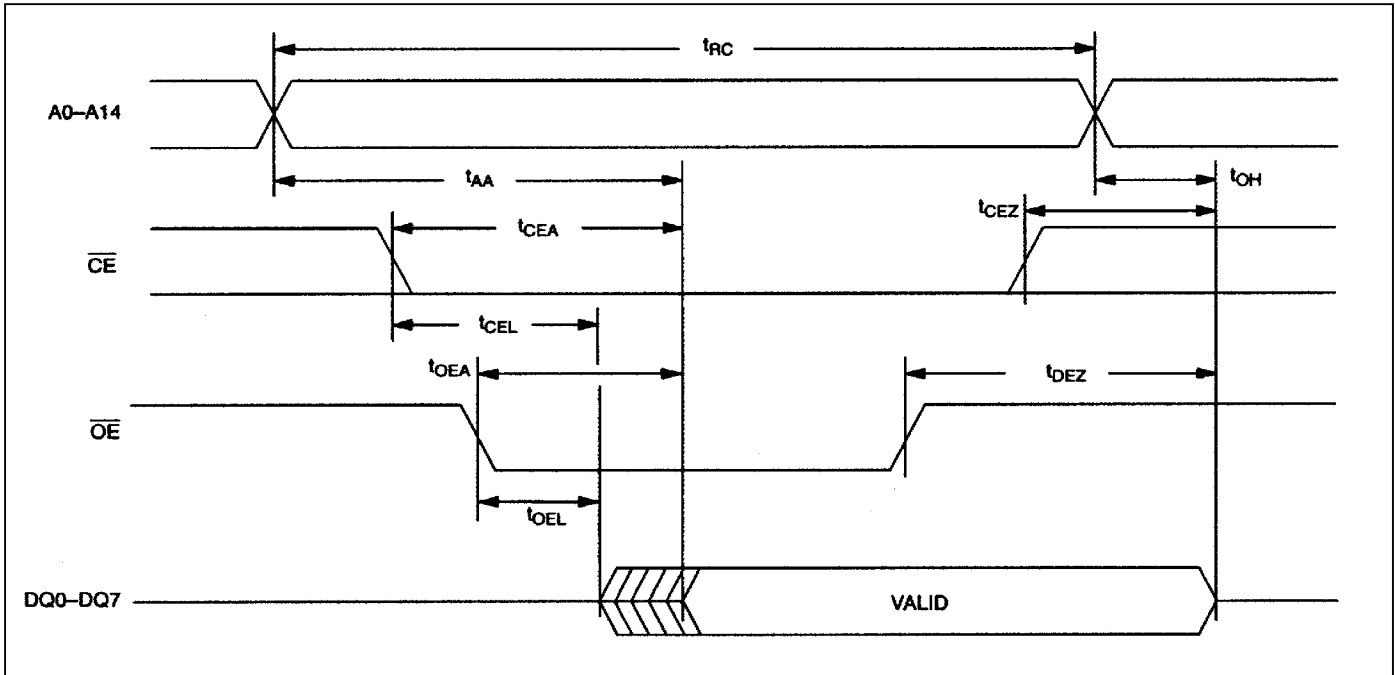 tRC
A0–A14
tAA
tOH
tCEZ
tCEA
CE
tCEL
tOEA
tDEZ
OE
tOEL
DQ0–DQ7
VALID